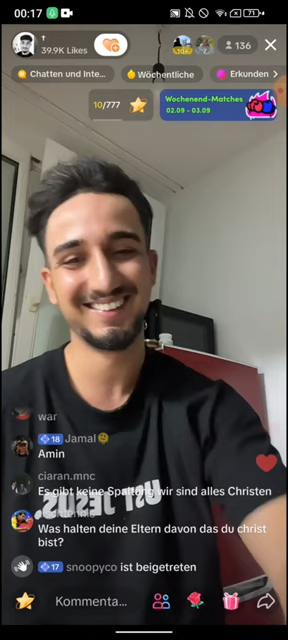 00:17
71
†
39.9K Likes
136
Chatten und Inte...
Wöchentliche
Erkunden
10/777
Wochenend-Matches
02.09 - 03.09
war
18 Jamal
Amin
ciaran.mnc
Es gibt keine Spaltung wir sind alles Christen
JESUS
Was halten deine Eltern davon das du christ
bist?
17 snoopyco ist beigetreten
Kommenta...